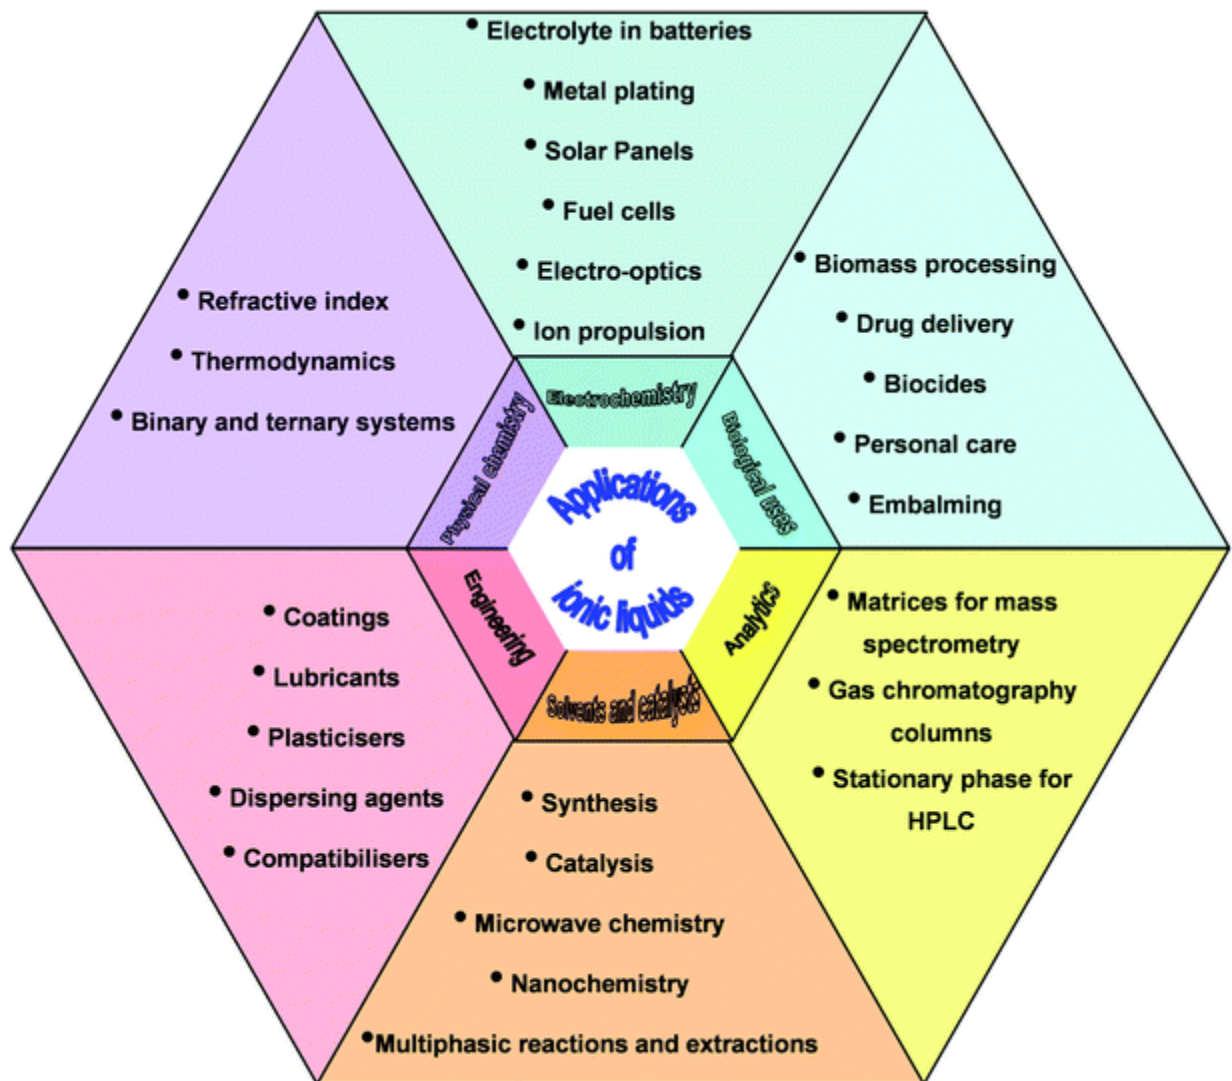 Electrolyte in batteries
Metal plating
Solar Panels
Fuel cells
Electro-optics
Ion propulsion
Electrochemistry
Biomass processing
Drug delivery
Biocides
Personal care
Embalming
Biological uses
Matrices for mass
spectrometry
Gas chromatography
columns
Stationary phase for
HPLC
Analytics
Synthesis
Catalysis
Microwave chemistry
Nanochemistry
Multiphasic reactions and extractions
Solvents and catalysts
Coatings
Lubricants
Plasticisers
Dispersing agents
Compatibilisers
Engineering
Refractive index
Thermodynamics
Binary and ternary systems
Physical chemistry
Applications
of
ionic liquids